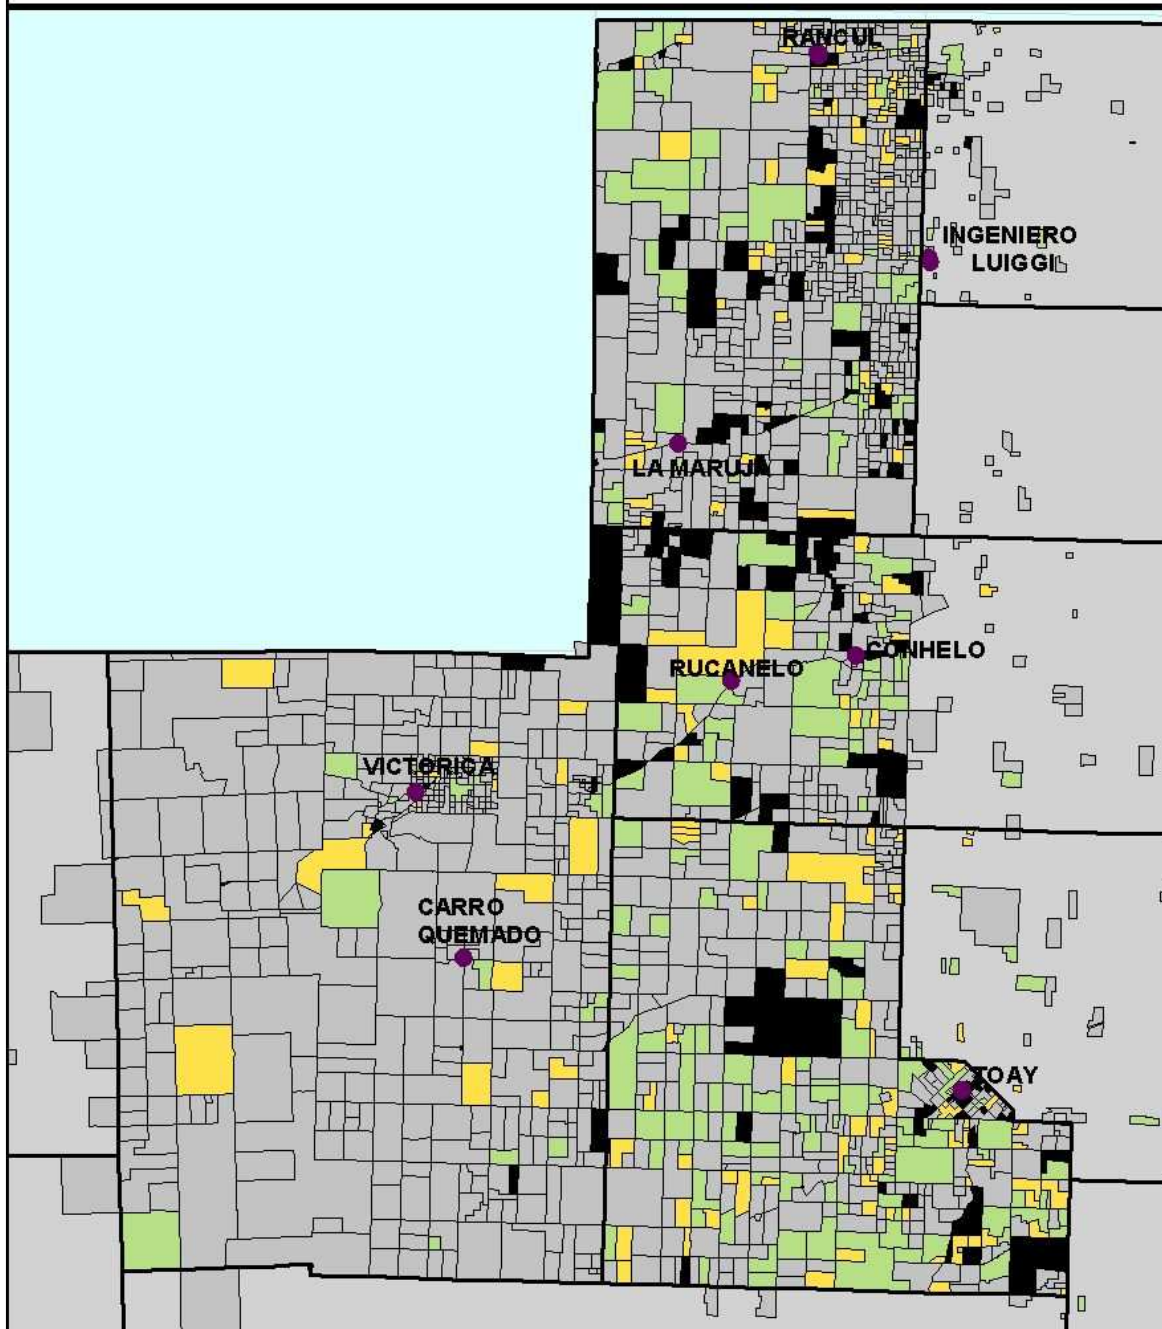 RANCUL
INGENIERO
LUIGGI
LA MARUJA
CONHELO
RUCANELO
VICTORICA
CARRO
QUEMADO
TOAY